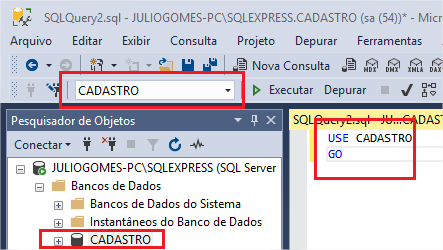 SQLQuery2.sql - JULIOGOMES-PC\SQLEXPRESS.CADASTRO (sa (54))* - Micr
Arquivo Editar Exibir Consulta Projeto Depurar Ferramentas
Nova Consulta MDX DMX XMLA DAX
CADASTRO Executar Depurar
Pesquisador de Objetos
SQLQuery2.sql - JU...CADAST
Conectar
USE CADASTRO
GO
JULIOGOMES-PC\SQLEXPRESS (SQL Server
Bancos de Dados
Bancos de Dados do Sistema
Instantâneos do Banco de Dados
CADASTRO